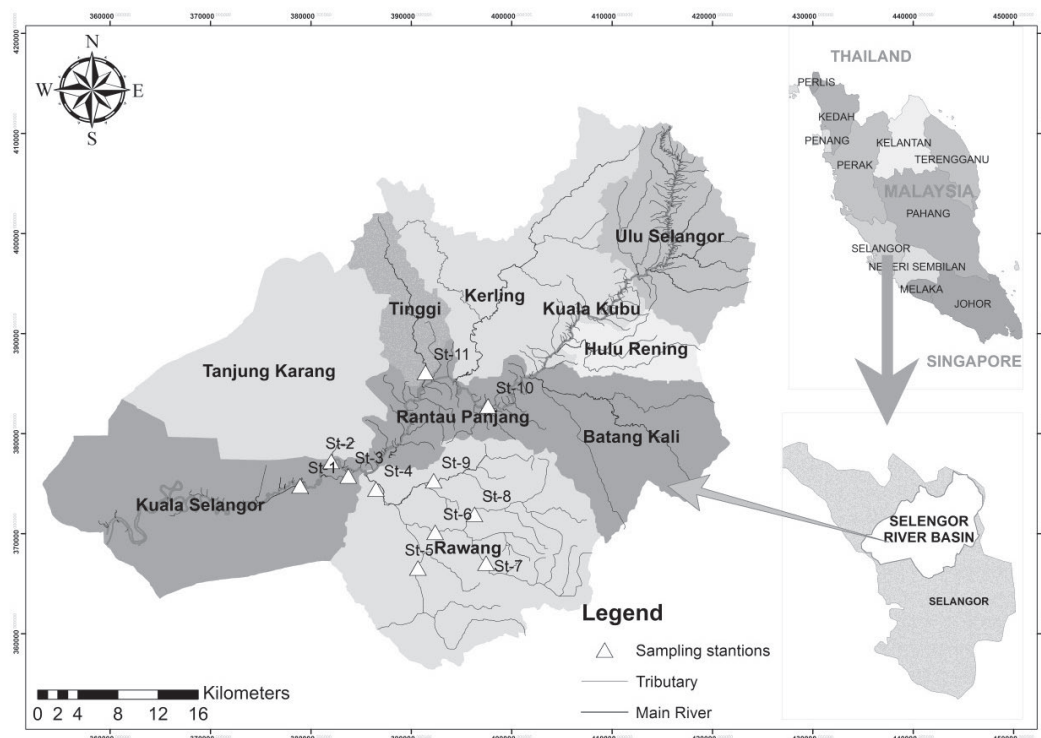 360000 370000 380000 390000 400000 410000 420000
430000 440000 450000
420000
410000
400000
390000
380000
370000
360000
N
W E
S
THAILAND
PERLIS
KEDAH
PENANG
KELANTAN
PERAK
TERENGGANU
MALAYSIA
PAHANG
SELANGOR
NEGERI SEMBILAN
MELAKA
JOHOR
SINGAPORE
Ulu Selangor
Kerling
Tinggi
Kuala Kubu
Hulu Rening
St-11
Tanjung Karang
St-10
Rantau Panjang
Batang Kali
St-2
St-3
St-1
St-4
St-9
Kuala Selangor
St-8
St-6
Rawang
St-5
St-7
SELENGOR
RIVER BASIN
SELANGOR
Legend
Sampling stantions
Tributary
Main River
Kilometers
0 2 4 8 12 16